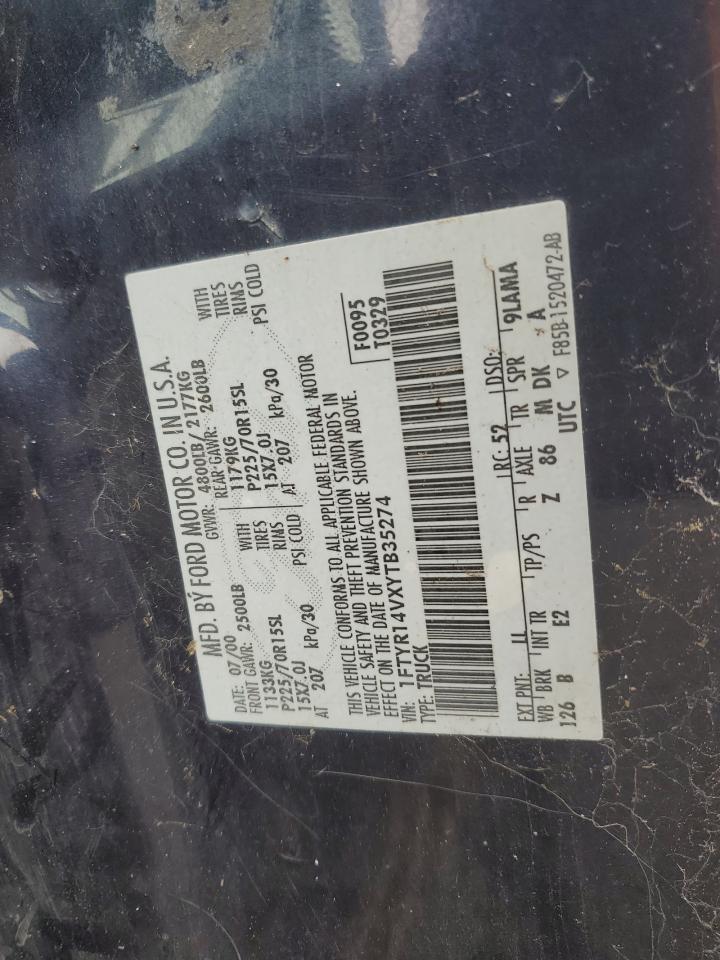 MFD. BY FORD MOTOR CO. IN U.S.A.
DATE: 07/00 GVWR: 4800LB/ 2177KG
FRONT GAWR: 2500LB REAR GAWR: 2600LB
1133KG WITH 1179KG WITH
P225/70R15SL TIRES P225/70R15SL TIRES
15X7.0J RIMS 15X7.0J RIMS
AT 207 kPa/30 PSI COLD AT 207 kPa/30 PSI COLD
THIS VEHICLE CONFORMS TO ALL APPLICABLE FEDERAL MOTOR
VEHICLE SAFETY AND THEFT PREVENTION STANDARDS IN
EFFECT ON THE DATE OF MANUFACTURE SHOWN ABOVE.
VIN: 1FTYR14VXYTB35274 F0095
TYPE: TRUCK T0329
EXT PNT: LL RC: 52 DSO:
WB BRK INT TR TP/PS R AXLE TR SPR 9LAMA
126 B E2 Z 86 M DK A
UTC ▽ F85B-1520472-AB